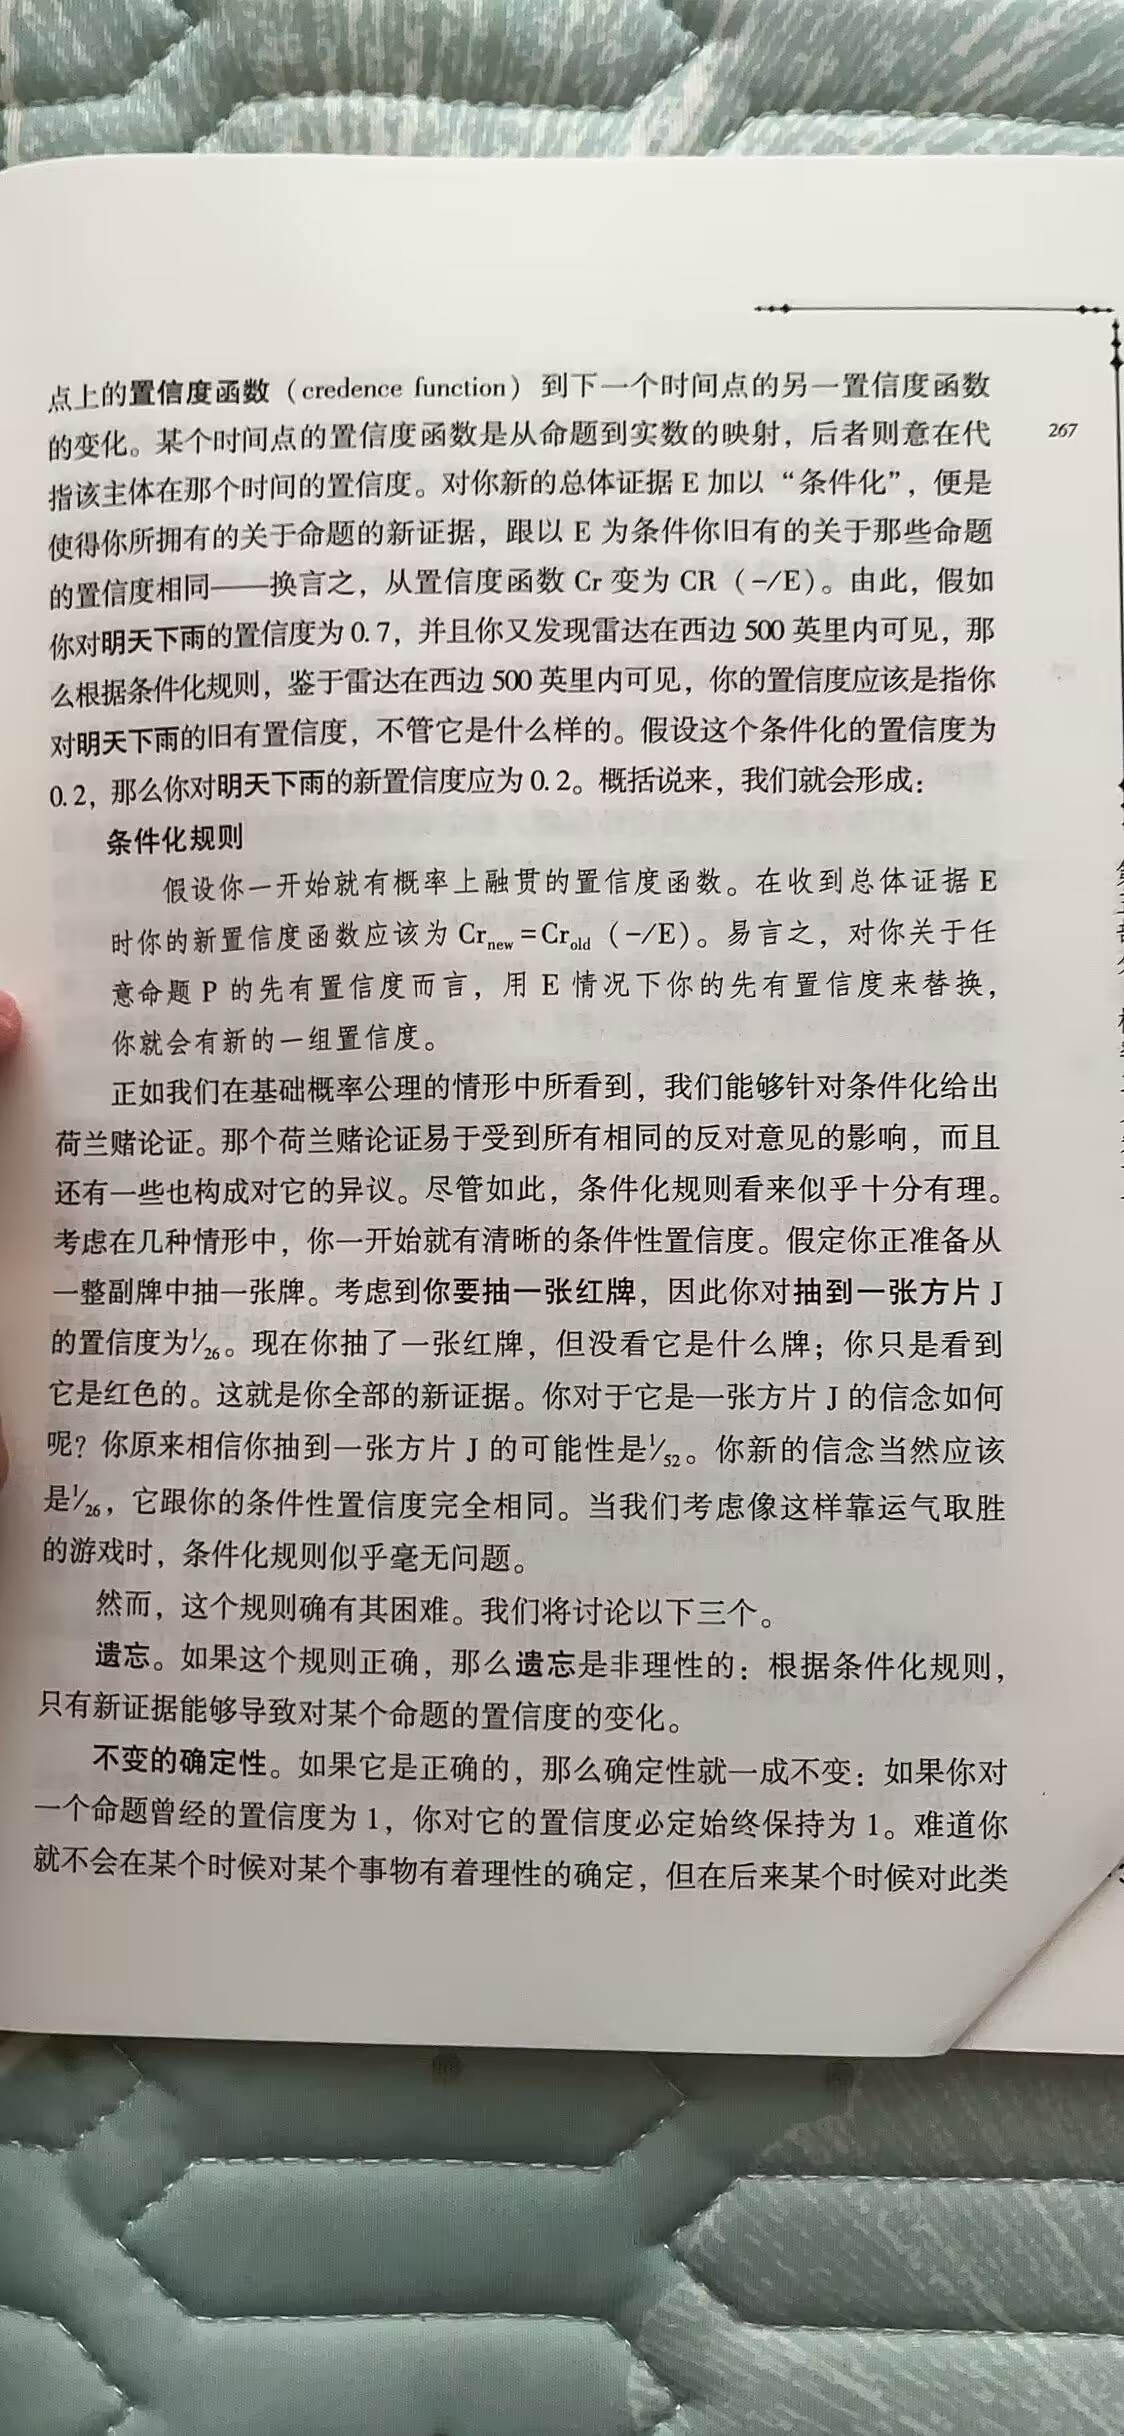 点上的置信度函数（credence function）到下一个时间点的另一置信度函数
的变化。某个时间点的置信度函数是从命题到实数的映射，后者则意在代
267
指该主体在那个时间的置信度。对你新的总体证据 E 加以“条件化”，便是
使得你所拥有的关于命题的新证据，跟以 E 为条件你旧有的关于那些命题
的置信度相同——换言之，从置信度函数 Cr 变为 CR（-/E）。由此，假如
你对明天下雨的置信度为 0.7，并且你又发现雷达在西边 500 英里内可见，那
么根据条件化规则，鉴于雷达在西边 500 英里内可见，你的置信度应该是指你
对明天下雨的旧有置信度，不管它是什么样的。假设这个条件化的置信度为
0.2，那么你对明天下雨的新置信度应为 0.2。概括说来，我们就会形成：
条件化规则
假设你一开始就有概率上融贯的置信度函数。在收到总体证据 E
时你的新置信度函数应该为 Crnew=Crold（-/E）。易言之，对你关于任
意命题 P 的先有置信度而言，用 E 情况下你的先有置信度来替换，
你就会有新的一组置信度。
正如我们在基础概率公理的情形中所看到，我们能够针对条件化给出
荷兰赌论证。那个荷兰赌论证易于受到所有相同的反对意见的影响，而且
还有一些也构成对它的异议。尽管如此，条件化规则看来似乎十分有理。
考虑在几种情形中，你一开始就有清晰的条件性置信度。假定你正准备从
一整副牌中抽一张牌。考虑到你要抽一张红牌，因此你对抽到一张方片 J
的置信度为1/26。现在你抽了一张红牌，但没看它是什么牌；你只是看到
它是红色的。这就是你全部的新证据。你对于它是一张方片 J 的信念如何
呢？你原来相信你抽到一张方片 J 的可能性是1/52。你新的信念当然应该
是1/26，它跟你的条件性置信度完全相同。当我们考虑像这样靠运气取胜
的游戏时，条件化规则似乎毫无问题。
然而，这个规则确有其困难。我们将讨论以下三个。
遗忘。如果这个规则正确，那么遗忘是非理性的：根据条件化规则，
只有新证据能够导致对某个命题的置信度的变化。
不变的确定性。如果它是正确的，那么确定性就一成不变：如果你对
一个命题曾经的置信度为 1，你对它的置信度必定始终保持为 1。难道你
就不会在某个时候对某个事物有着理性的确定，但在后来某个时候对此类